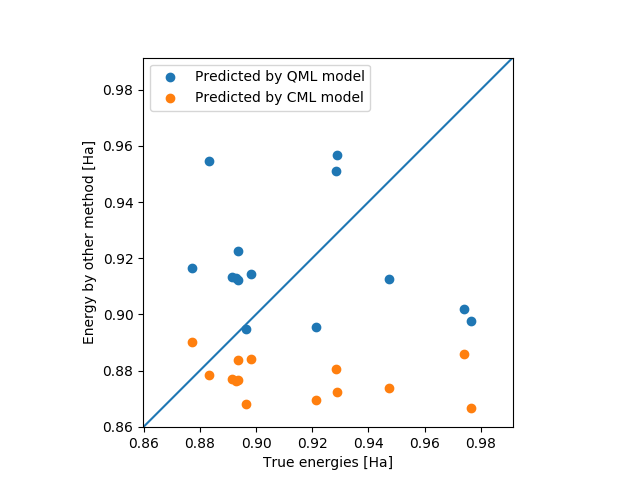 Predicted by QML model
Predicted by CML model
0.98
0.96
0.94
0.92
0.90
0.88
0.86
Energy by other method [Ha]
0.86 0.88 0.90 0.92 0.94 0.96 0.98
True energies [Ha]